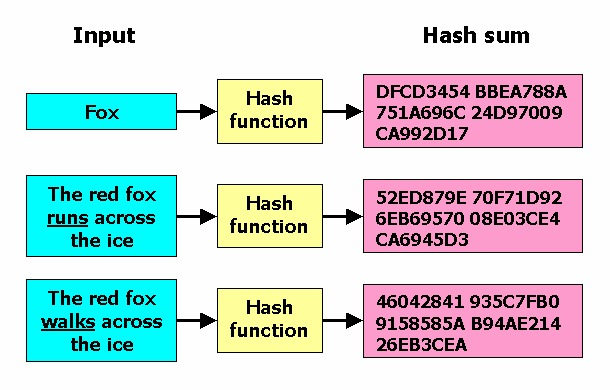 Input
Hash sum
Fox
Hash
function
DFCD3454 BBEA788A
751A696C 24D97009
CA992D17
The red fox
runs across
the ice
Hash
function
52ED879E 70F71D92
6EB69570 08E03CE4
CA6945D3
The red fox
walks across
the ice
Hash
function
46042841 935C7FB0
9158585A B94AE214
26EB3CEA